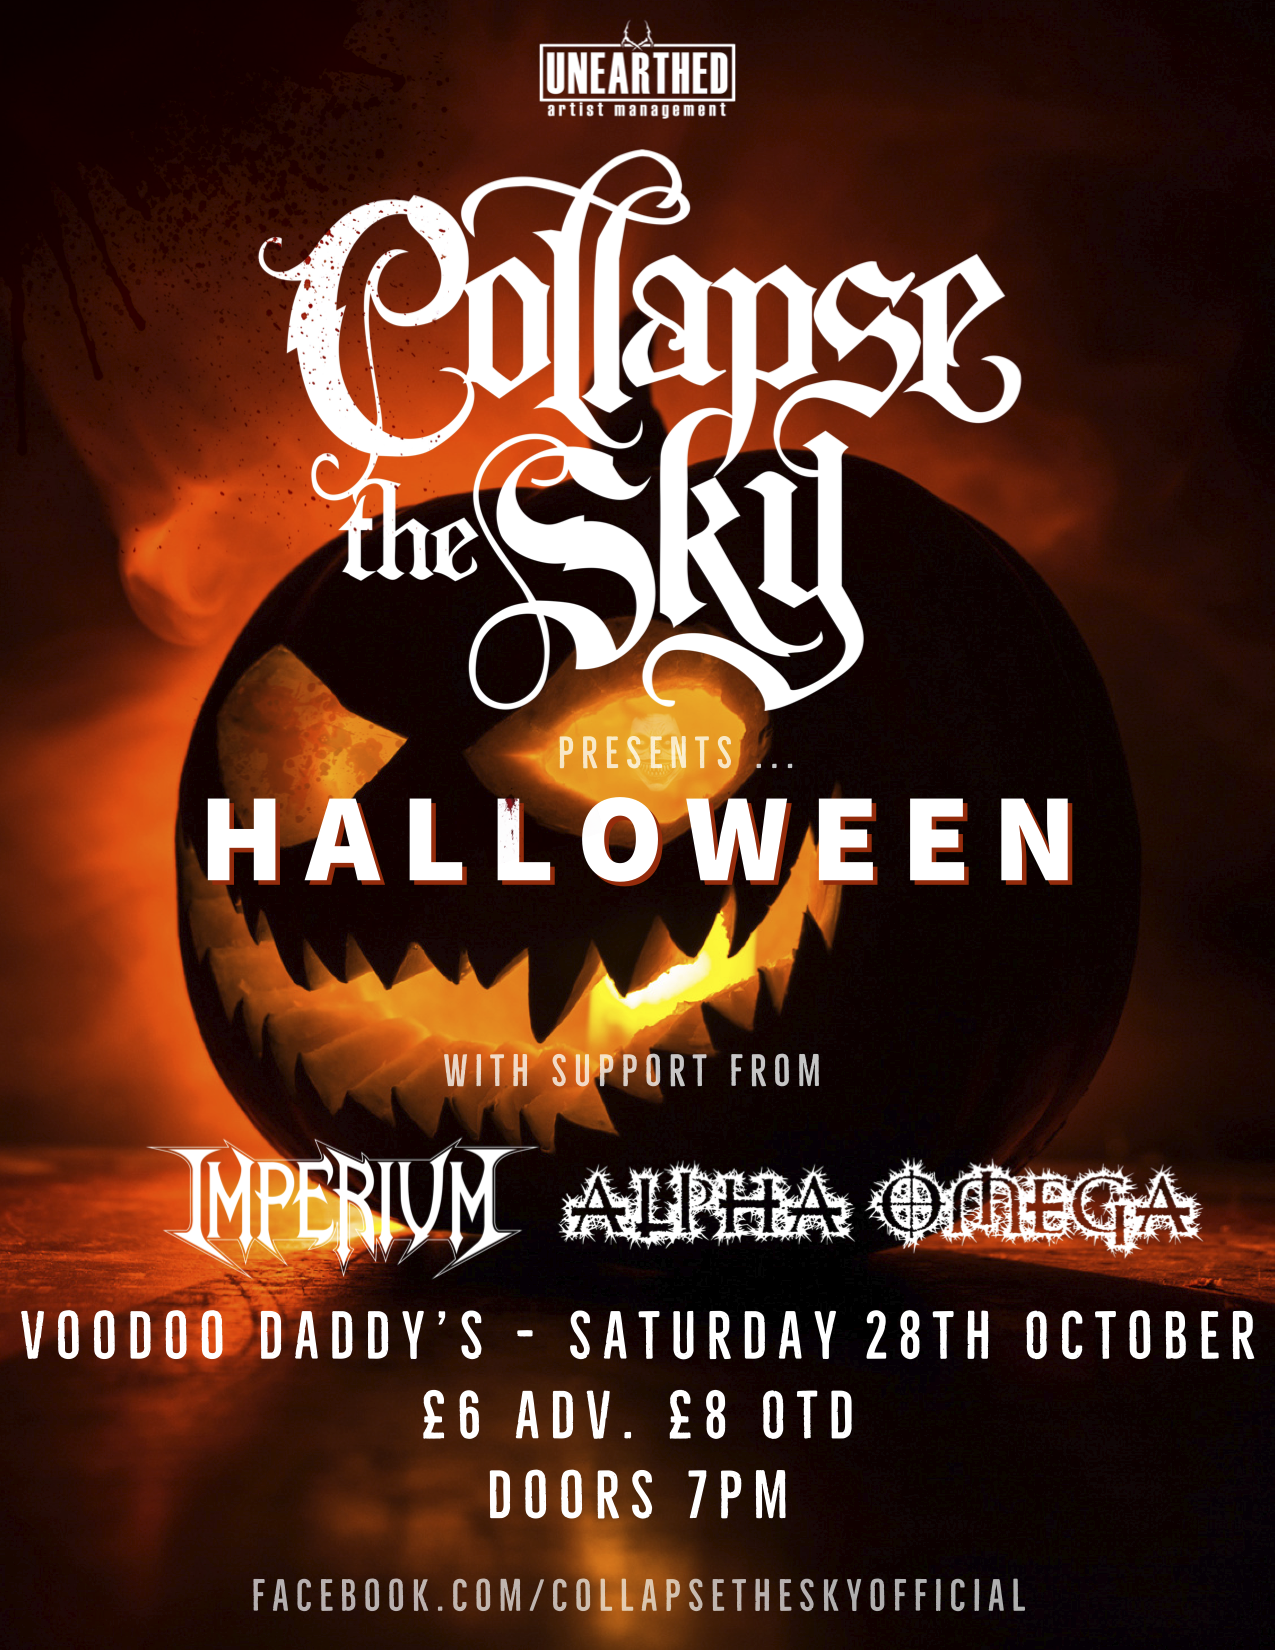 UNEARTHED
artist management
Collapse
the Sky
PRESENTS ...
HALLOWEEN
WITH SUPPORT FROM
IMPERIUM ALPHA OMEGA
VOODOO DADDY'S - SATURDAY 28TH OCTOBER
£6 ADV. £8 OTD
DOORS 7PM
FACEBOOK.COM/COLLAPSETHESKYOFFICIAL